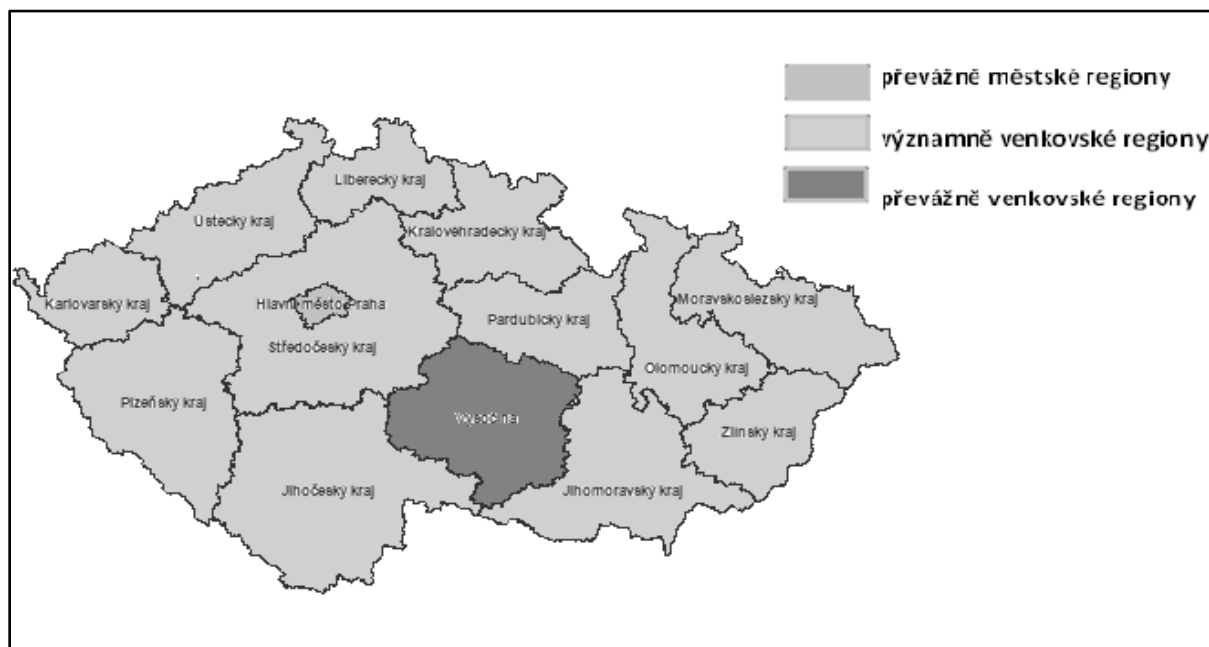 převážně městské regiony
významně venkovské regiony
převážně venkovské regiony
Liberecký kraj
Ústecký kraj
Královéhradecký kraj
Karlovarský kraj
Hlavní město Praha
Moravskoslezský kraj
Pardubický kraj
Středočeský kraj
Olomoucký kraj
Plzeňský kraj
Vysočina
Zlínský kraj
Jihočeský kraj
Jihomoravský kraj